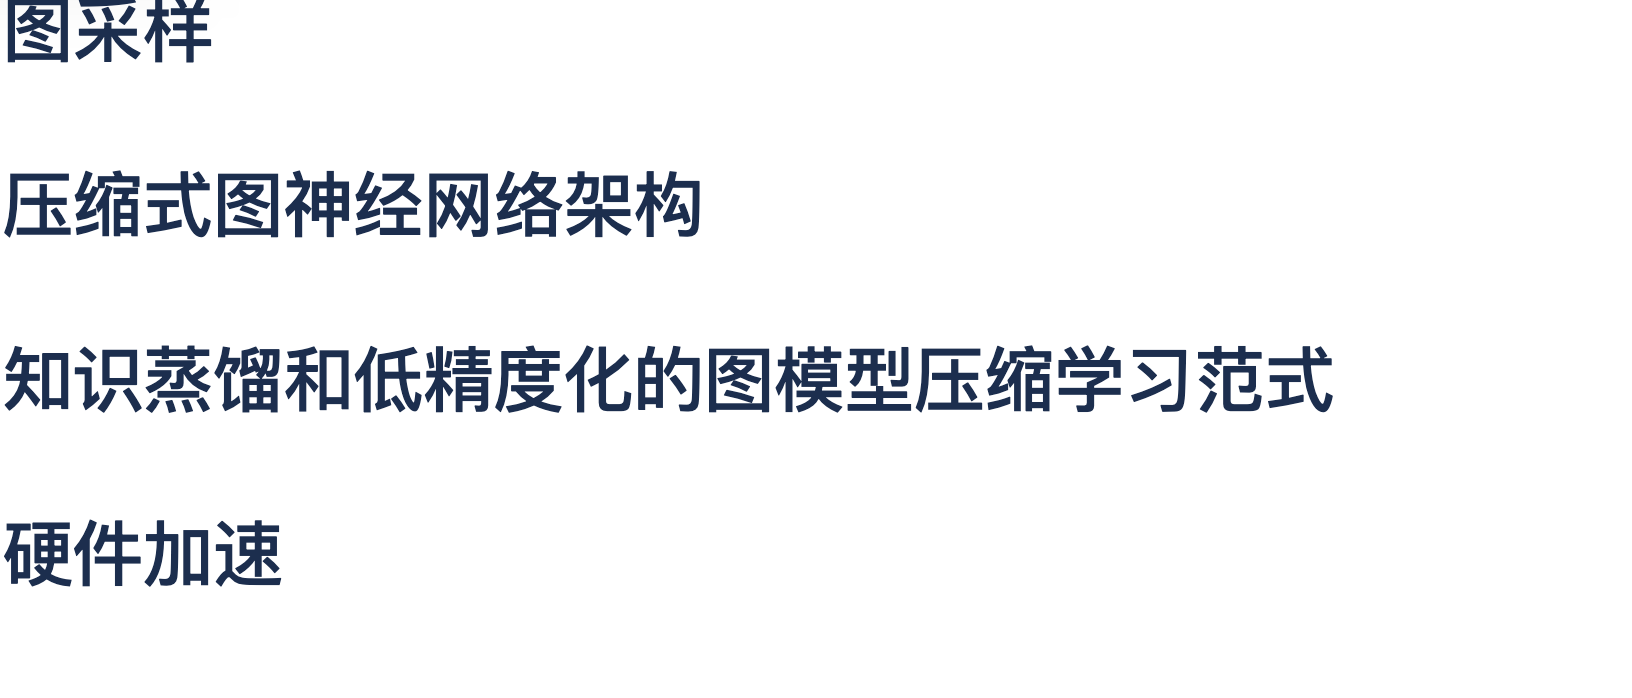 图采样
压缩式图神经网络架构
知识蒸馏和低精度化的图模型压缩学习范式
硬件加速